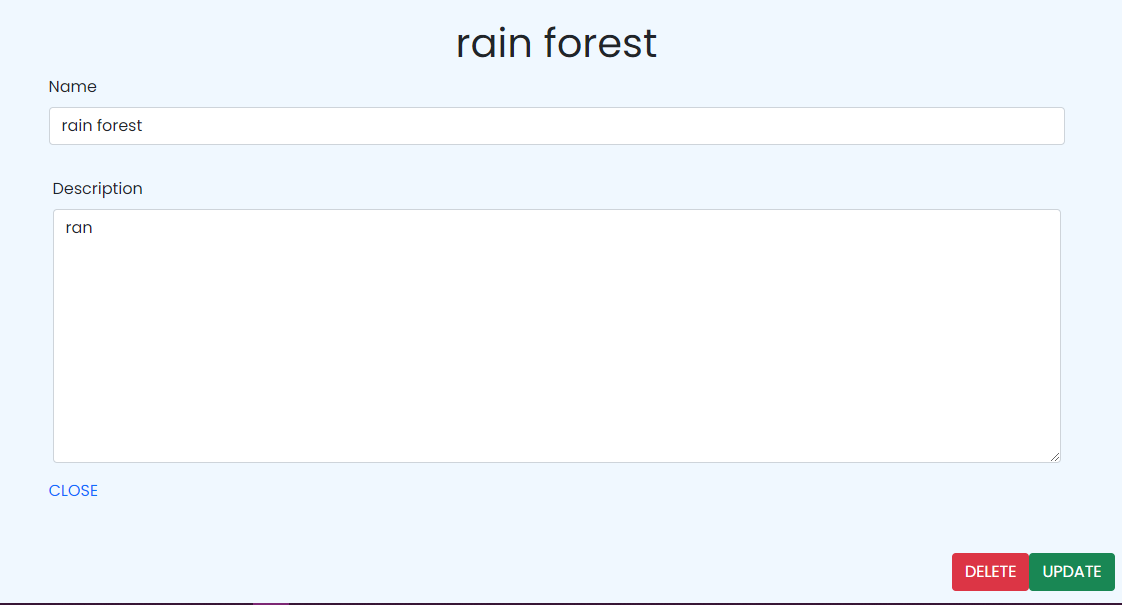 rain forest
Name
rain forest
Description
ran
CLOSE
DELETE UPDATE